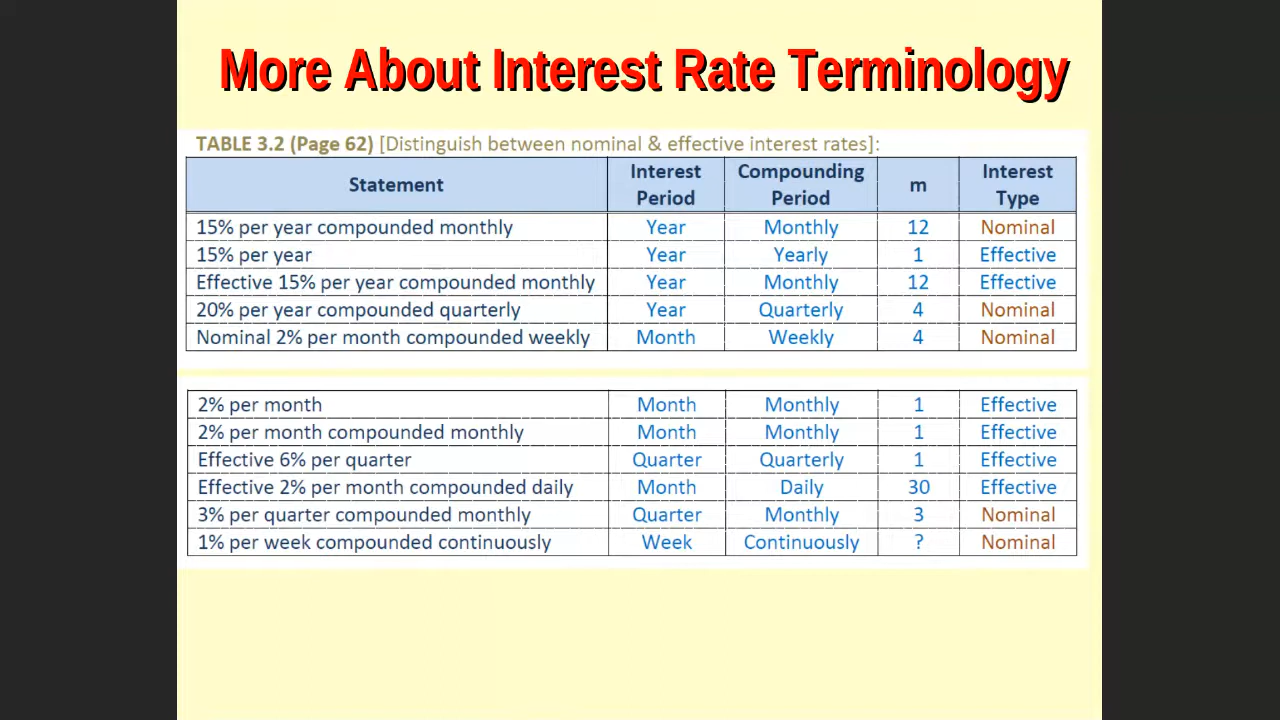 More About Interest Rate Terminology
TABLE 3.2 (Page 62) [Distinguish between nominal & effective interest rates]:
Statement Interest Period Compounding Period m Interest Type
15% per year compounded monthly Year Monthly 12 Nominal
15% per year Year Yearly 1 Effective
Effective 15% per year compounded monthly Year Monthly 12 Effective
20% per year compounded quarterly Year Quarterly 4 Nominal
Nominal 2% per month compounded weekly Month Weekly 4 Nominal
2% per month Month Monthly 1 Effective
2% per month compounded monthly Month Monthly 1 Effective
Effective 6% per quarter Quarter Quarterly 1 Effective
Effective 2% per month compounded daily Month Daily 30 Effective
3% per quarter compounded monthly Quarter Monthly 3 Nominal
1% per week compounded continuously Week Continuously ? Nominal